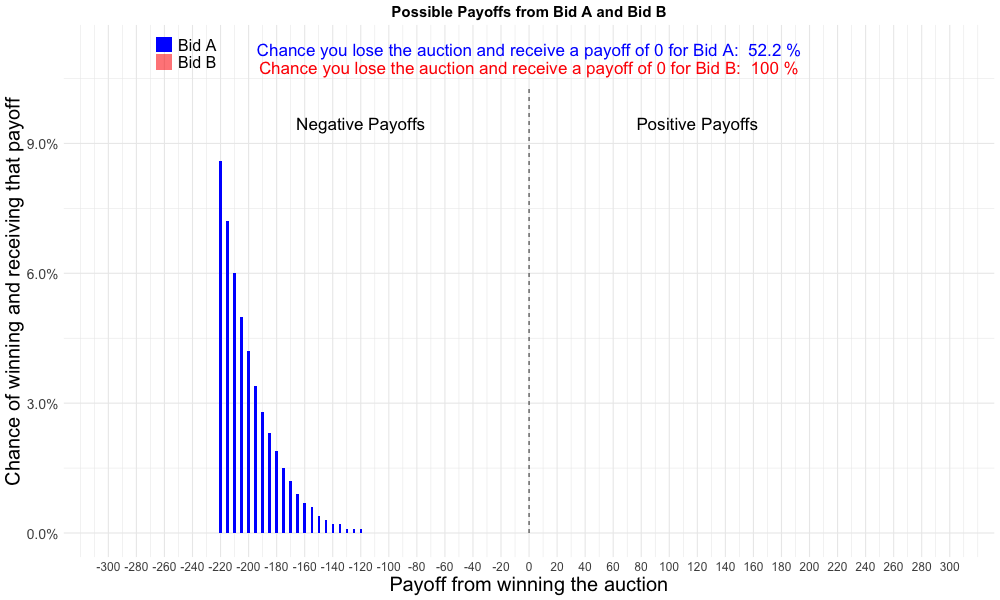 Possible Payoffs from Bid A and Bid B
Bid A
Bid B
Chance you lose the auction and receive a payoff of 0 for Bid A:  52.2 %
Chance you lose the auction and receive a payoff of 0 for Bid B:  100 %
Negative Payoffs
Positive Payoffs
Chance of winning and receiving that payoff
9.0%
6.0%
3.0%
0.0%
-300 -280 -260 -240 -220 -200 -180 -160 -140 -120 -100 -80 -60 -40 -20 0 20 40 60 80 100 120 140 160 180 200 220 240 260 280 300
Payoff from winning the auction